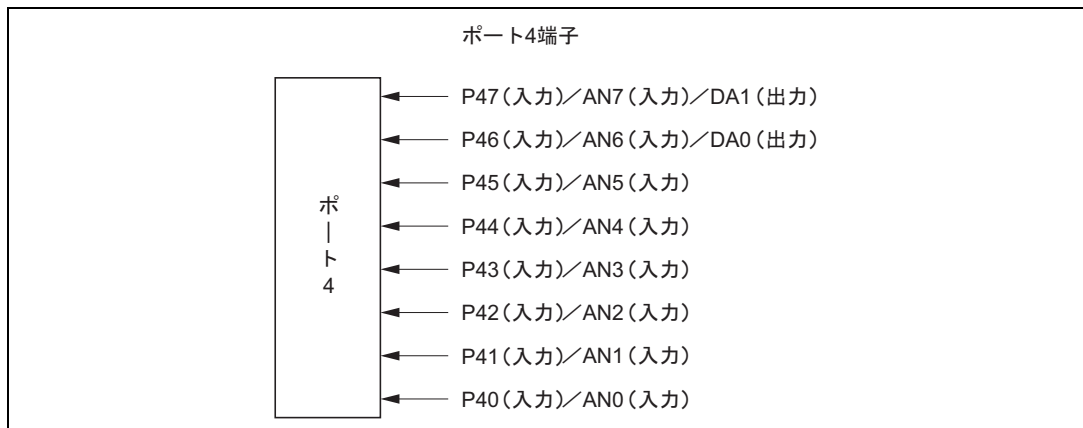 ポート4端子
P47(入力)/AN7(入力)/DA1(出力)
P46(入力)/AN6(入力)/DA0(出力)
P45(入力)/AN5(入力)
P44(入力)/AN4(入力)
P43(入力)/AN3(入力)
P42(入力)/AN2(入力)
P41(入力)/AN1(入力)
P40(入力)/AN0(入力)
ポート4